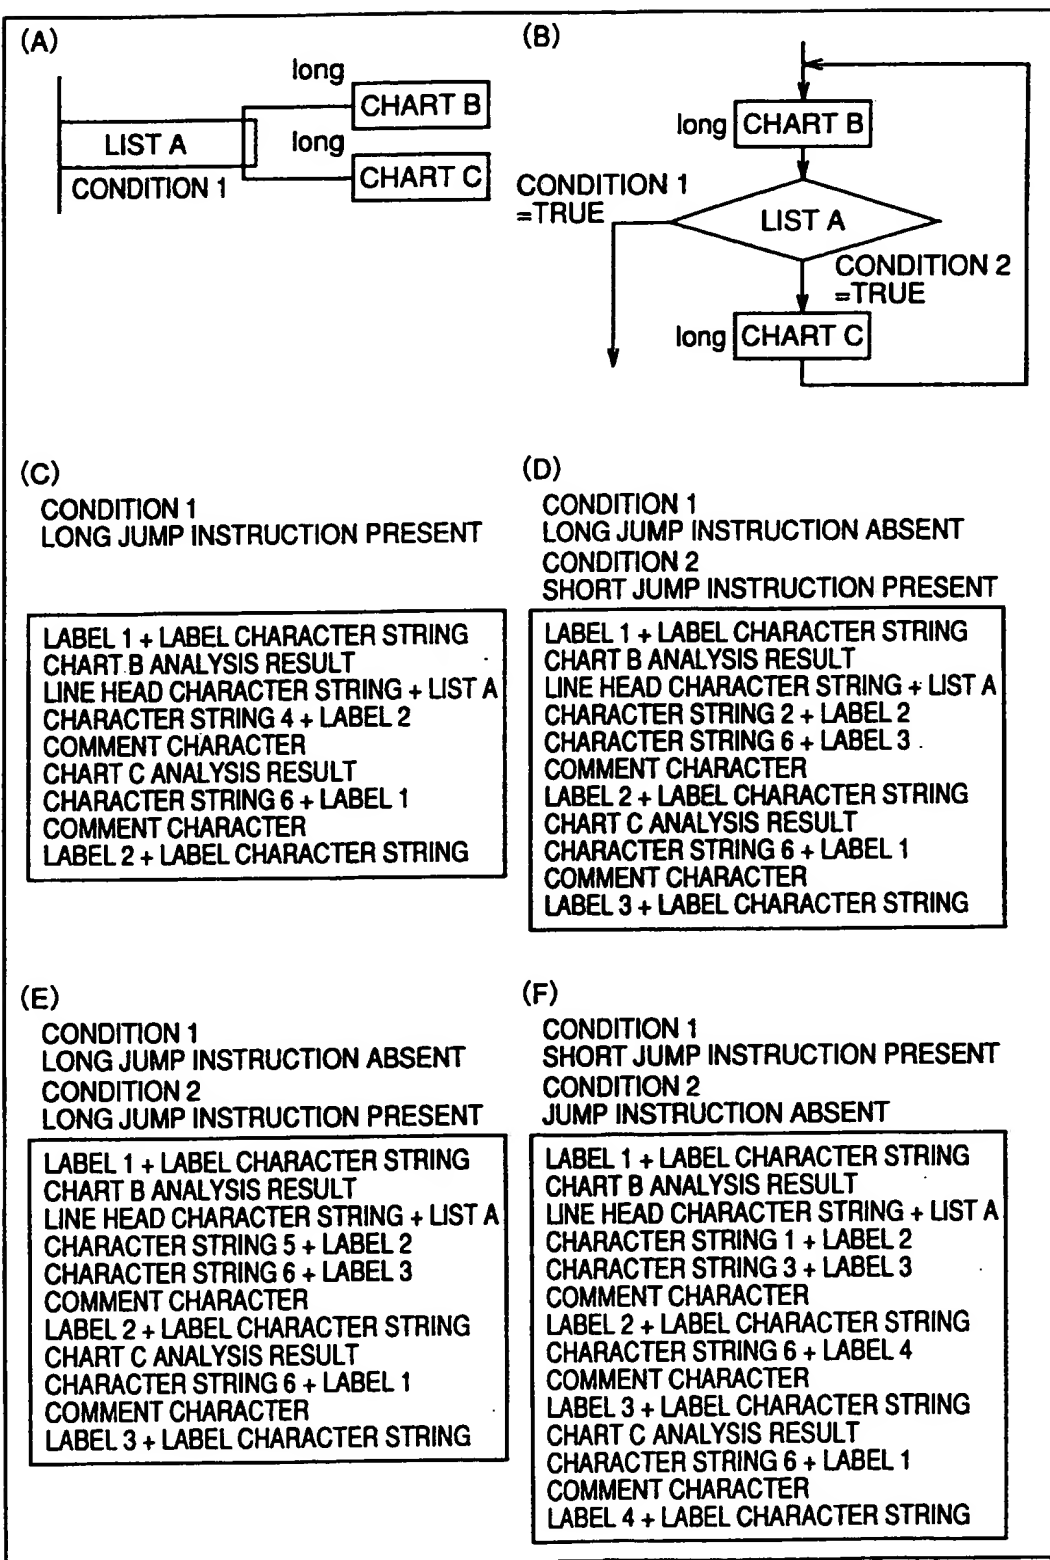 (A)
long
CHART B
LIST A
long
CHART C
CONDITION 1
(B)
long
CHART B
CONDITION 1
=TRUE
LIST A
CONDITION 2
=TRUE
long
CHART C
(C)
CONDITION 1
LONG JUMP INSTRUCTION PRESENT
LABEL 1 + LABEL CHARACTER STRING
CHART B ANALYSIS RESULT
LINE HEAD CHARACTER STRING + LIST A
CHARACTER STRING 4 + LABEL 2
COMMENT CHARACTER
CHART C ANALYSIS RESULT
CHARACTER STRING 6 + LABEL 1
COMMENT CHARACTER
LABEL 2 + LABEL CHARACTER STRING
(D)
CONDITION 1
LONG JUMP INSTRUCTION ABSENT
CONDITION 2
SHORT JUMP INSTRUCTION PRESENT
LABEL 1 + LABEL CHARACTER STRING
CHART B ANALYSIS RESULT
LINE HEAD CHARACTER STRING + LIST A
CHARACTER STRING 2 + LABEL 2
CHARACTER STRING 6 + LABEL 3
COMMENT CHARACTER
LABEL 2 + LABEL CHARACTER STRING
CHART C ANALYSIS RESULT
CHARACTER STRING 6 + LABEL 1
COMMENT CHARACTER
LABEL 3 + LABEL CHARACTER STRING
(E)
CONDITION 1
LONG JUMP INSTRUCTION ABSENT
CONDITION 2
LONG JUMP INSTRUCTION PRESENT
LABEL 1 + LABEL CHARACTER STRING
CHART B ANALYSIS RESULT
LINE HEAD CHARACTER STRING + LIST A
CHARACTER STRING 5 + LABEL 2
CHARACTER STRING 6 + LABEL 3
COMMENT CHARACTER
LABEL 2 + LABEL CHARACTER STRING
CHART C ANALYSIS RESULT
CHARACTER STRING 6 + LABEL 1
COMMENT CHARACTER
LABEL 3 + LABEL CHARACTER STRING
(F)
CONDITION 1
SHORT JUMP INSTRUCTION PRESENT
CONDITION 2
JUMP INSTRUCTION ABSENT
LABEL 1 + LABEL CHARACTER STRING
CHART B ANALYSIS RESULT
LINE HEAD CHARACTER STRING + LIST A
CHARACTER STRING 1 + LABEL 2
CHARACTER STRING 3 + LABEL 3
COMMENT CHARACTER
LABEL 2 + LABEL CHARACTER STRING
CHARACTER STRING 6 + LABEL 4
COMMENT CHARACTER
LABEL 3 + LABEL CHARACTER STRING
CHART C ANALYSIS RESULT
CHARACTER STRING 6 + LABEL 1
COMMENT CHARACTER
LABEL 4 + LABEL CHARACTER STRING